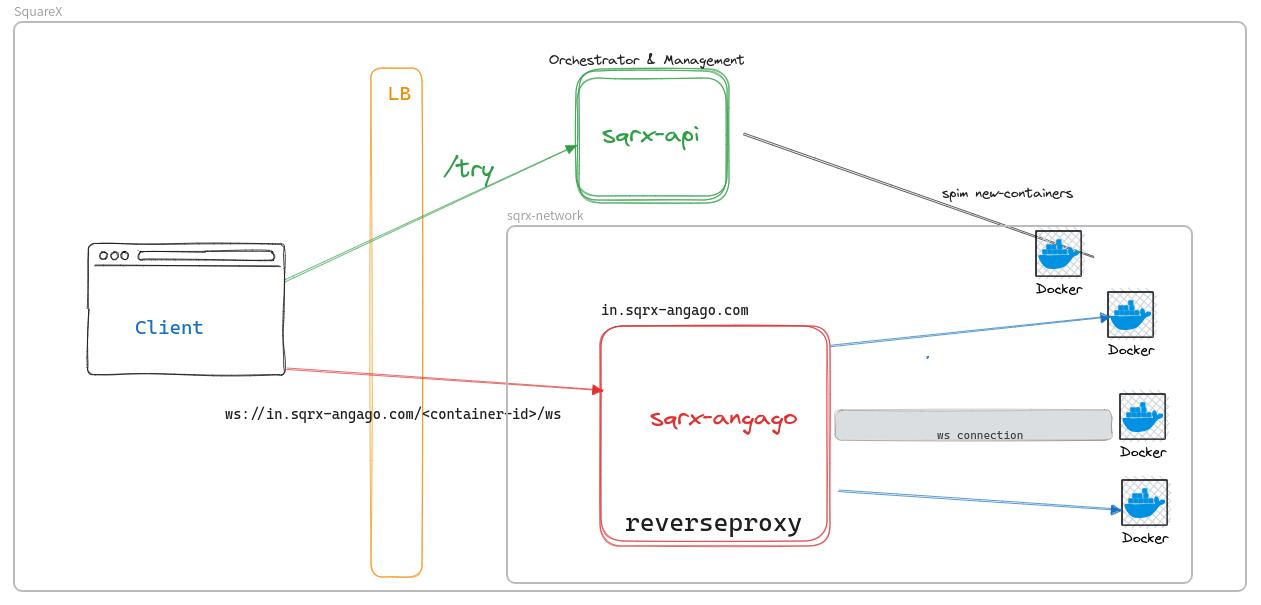 SquareX
Orchestrator & Management
LB
sqrx-api
/try
spim new-containers
sqrx-network
Docker
in.sqrx-angago.com
Client
Docker
ws://in.sqrx-angago.com/<container-id>/ws
sqrx-angago
ws connection
Docker
reverseproxy
Docker